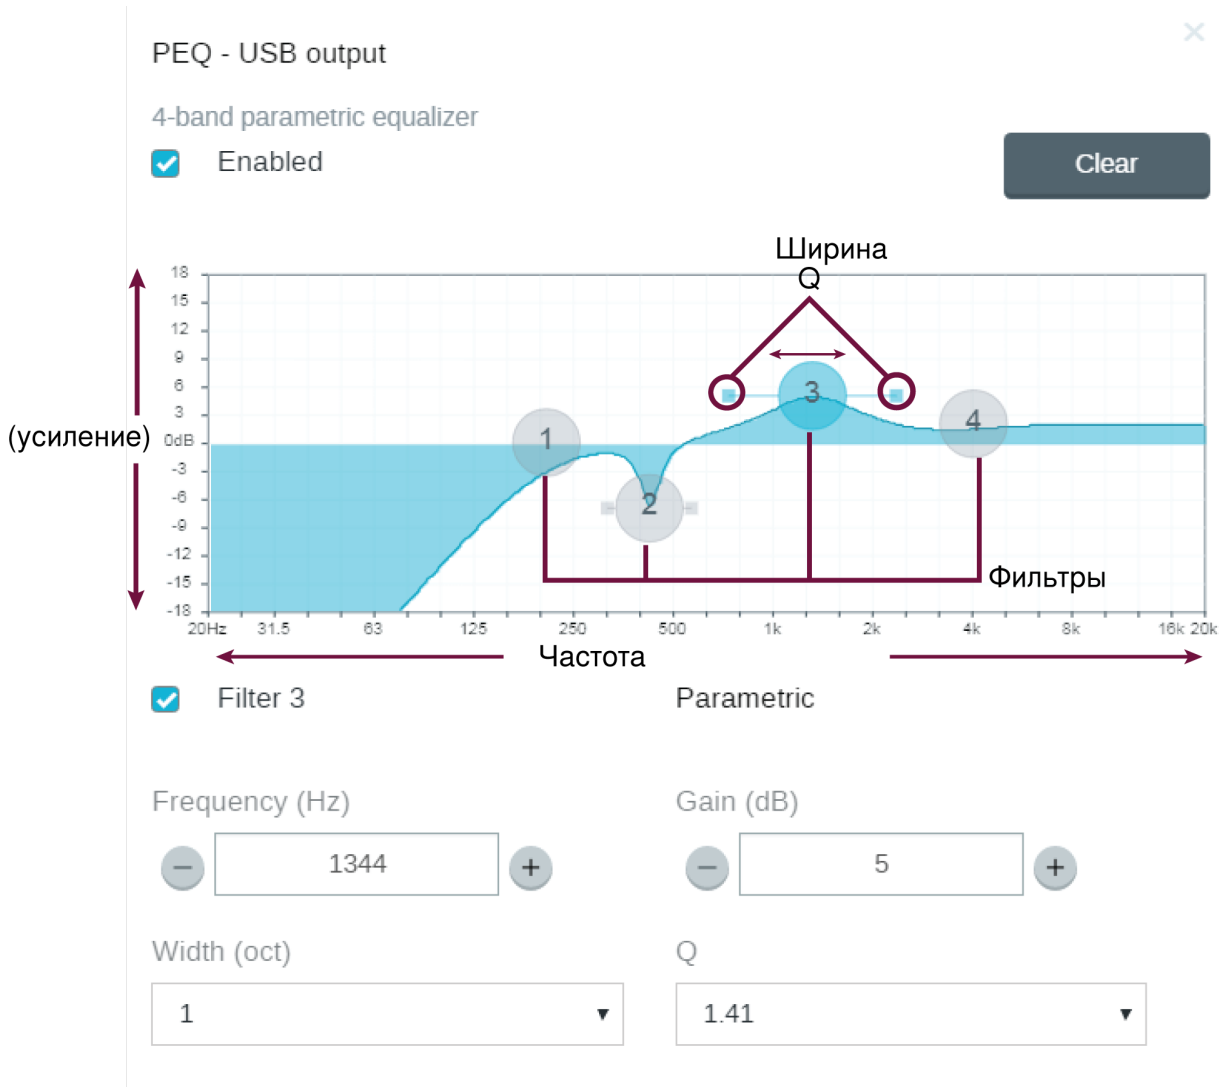 PEQ - USB output
4-band parametric equalizer
Enabled
Clear
Ширина
Q
18
15
12
9
6
3
0dB
-3
-6
-9
-12
-15
-18
(усиление)
1
2
3
4
Фильтры
20Hz 31.5 63 125 250 500 1k 2k 4k 8k 16k 20k
Частота
Filter 3 Parametric
Frequency (Hz) Gain (dB)
− 1344 + − 5 +
Width (oct) Q
1 1.41